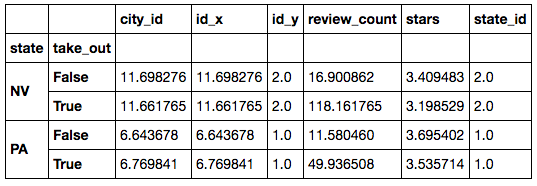 city_id id_x id_y review_count stars state_id
state take_out
NV False 11.698276 11.698276 2.0 16.900862 3.409483 2.0
True 11.661765 11.661765 2.0 118.161765 3.198529 2.0
PA False 6.643678 6.643678 1.0 11.580460 3.695402 1.0
True 6.769841 6.769841 1.0 49.936508 3.535714 1.0